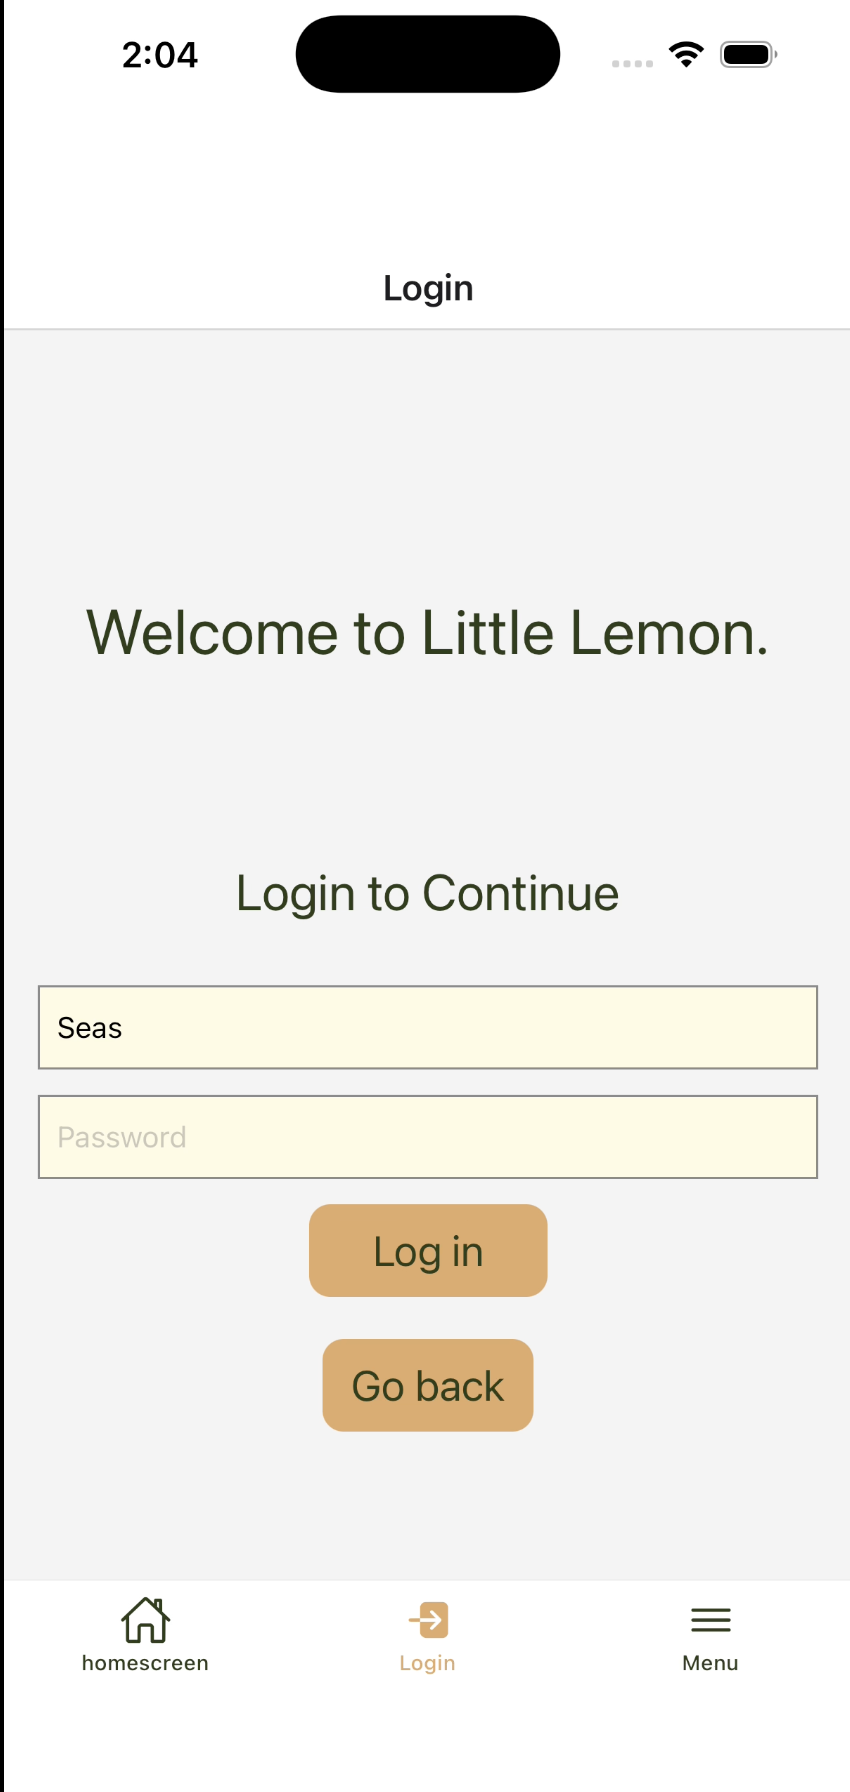 2:04
Login
Welcome to Little Lemon.
Login to Continue
Seas
Password
Log in
Go back
homescreen
Login
Menu